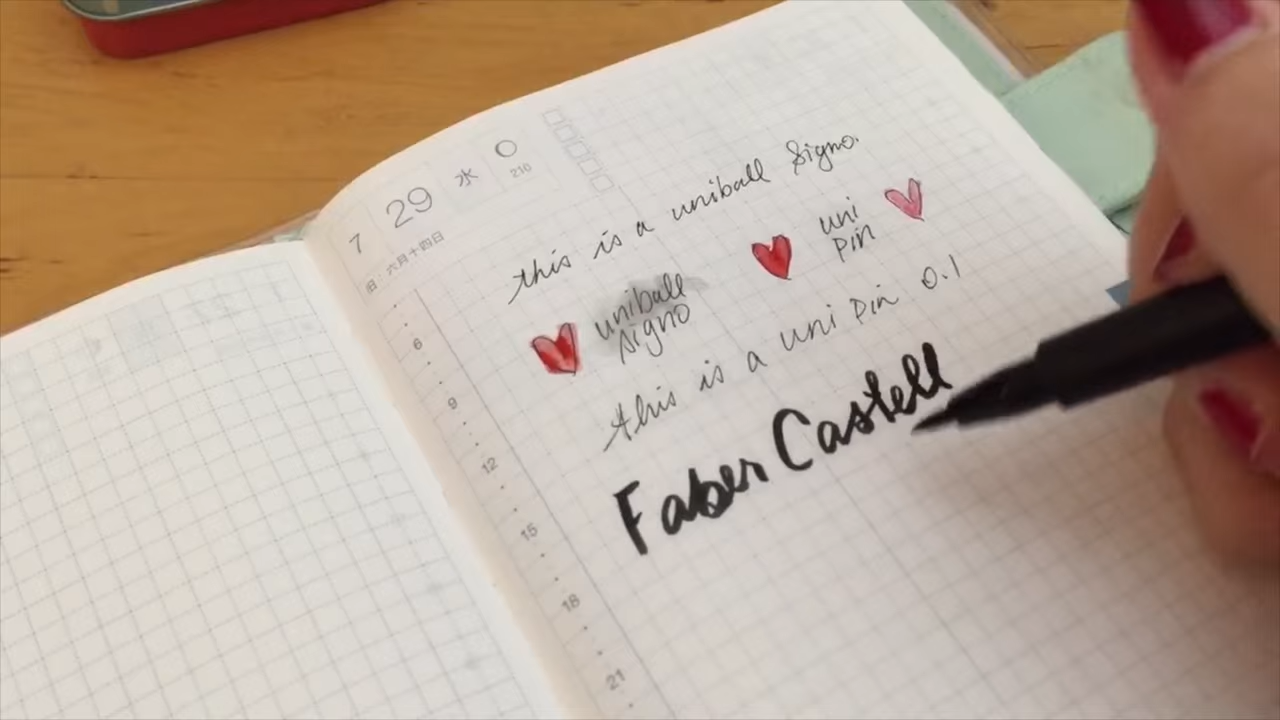 7 29 水
210
旧：六月十四日
this is a uniball Signo.
uniball
signo
uni
pin
this is a uni pin 0.1
Faber Castell
6
9
12
15
18
21